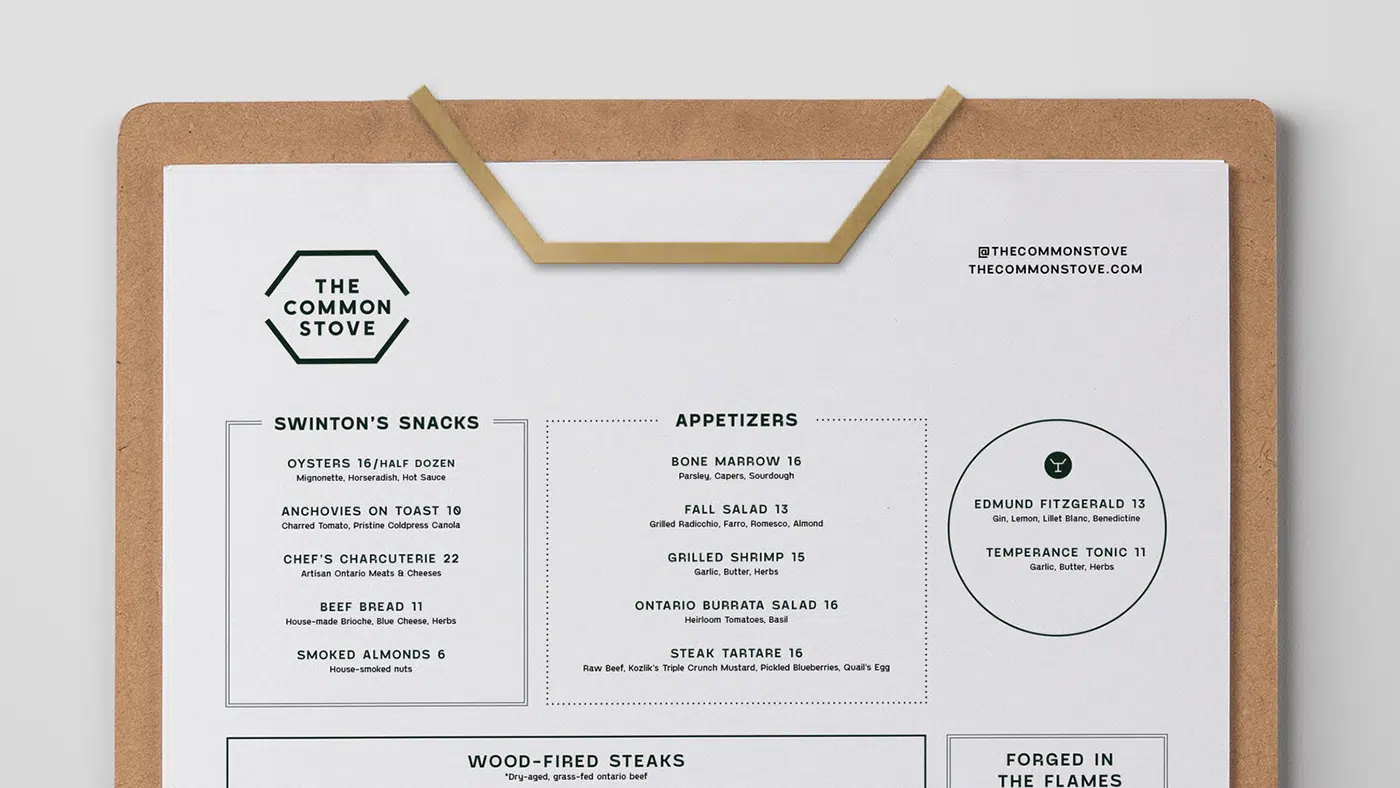 @THECOMMONSTOVE
THECOMMONSTOVE.COM
THE
COMMON
STOVE
SWINTON'S SNACKS
OYSTERS 16/HALF DOZEN
Mignonette, Horseradish, Hot Sauce
ANCHOVIES ON TOAST 10
Charred Tomato, Pristine Coldpress Canola
CHEF'S CHARCUTERIE 22
Artisan Ontario Meats & Cheeses
BEEF BREAD 11
House-made Brioche, Blue Cheese, Herbs
SMOKED ALMONDS 6
House-smoked nuts
APPETIZERS
BONE MARROW 16
Parsley, Capers, Sourdough
FALL SALAD 13
Grilled Radicchio, Farro, Romesco, Almond
GRILLED SHRIMP 15
Garlic, Butter, Herbs
ONTARIO BURRATA SALAD 16
Heirloom Tomatoes, Basil
STEAK TARTARE 16
Raw Beef, Kozlik's Triple Crunch Mustard, Pickled Blueberries, Quail's Egg
EDMUND FITZGERALD 13
Gin, Lemon, Lillet Blanc, Benedictine
TEMPERANCE TONIC 11
Garlic, Butter, Herbs
WOOD-FIRED STEAKS
*Dry-aged, grass-fed ontario beef
FORGED IN
THE FLAMES